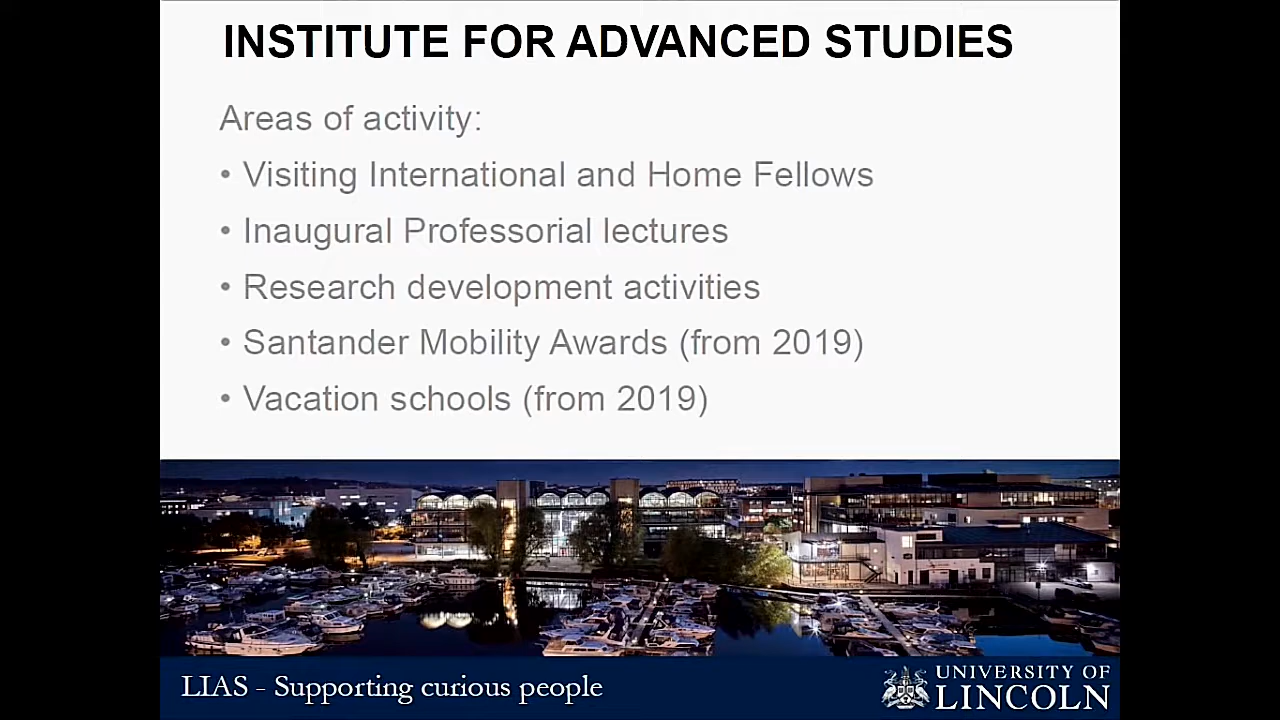 INSTITUTE FOR ADVANCED STUDIES
Areas of activity:
• Visiting International and Home Fellows
• Inaugural Professorial lectures
• Research development activities
• Santander Mobility Awards (from 2019)
• Vacation schools (from 2019)
LIAS - Supporting curious people
UNIVERSITY OF
LINCOLN